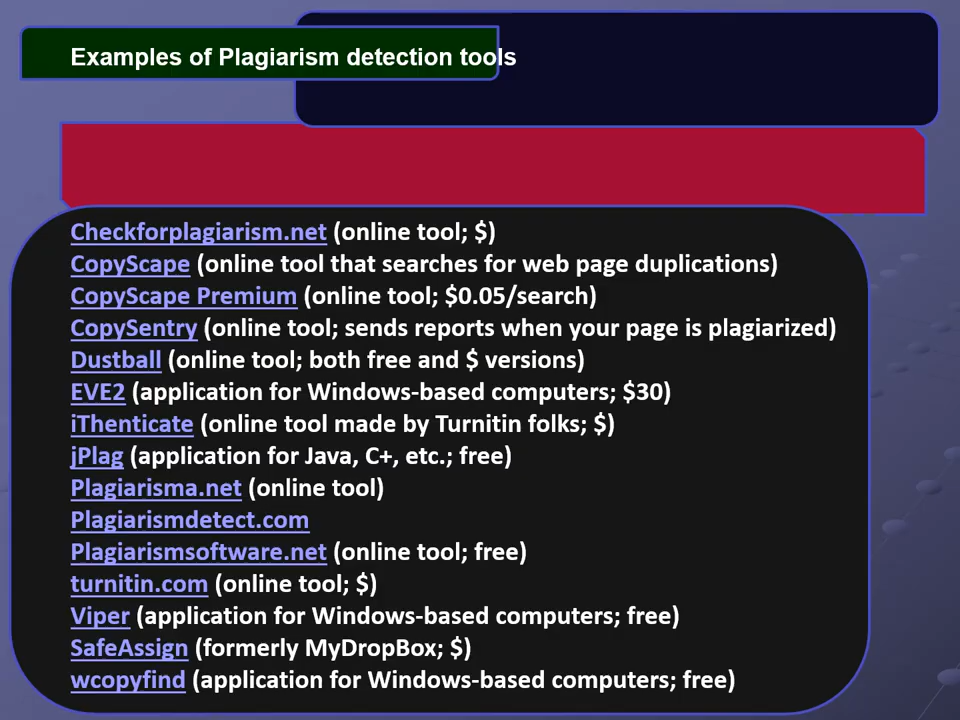 Examples of Plagiarism detection tools
Checkforplagiarism.net (online tool; $)
CopyScape (online tool that searches for web page duplications)
CopyScape Premium (online tool; $0.05/search)
CopySentry (online tool; sends reports when your page is plagiarized)
Dustball (online tool; both free and $ versions)
EVE2 (application for Windows-based computers; $30)
iThenticate (online tool made by Turnitin folks; $)
jPlag (application for Java, C+, etc.; free)
Plagiarisma.net (online tool)
Plagiarismdetect.com
Plagiarismsoftware.net (online tool; free)
turnitin.com (online tool; $)
Viper (application for Windows-based computers; free)
SafeAssign (formerly MyDropBox; $)
wcopyfind (application for Windows-based computers; free)